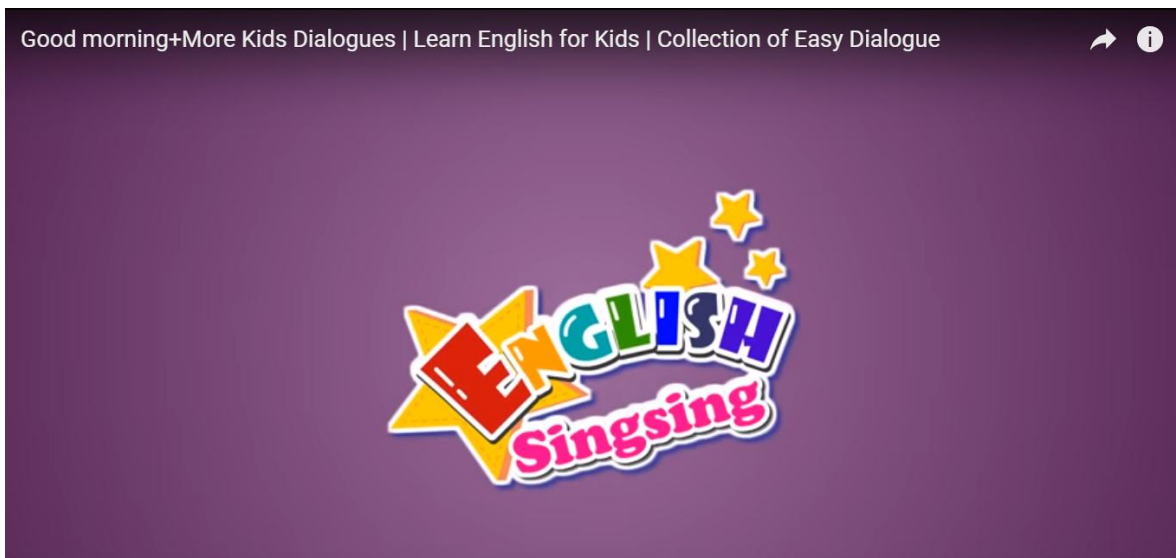 Good morning+More Kids Dialogues | Learn English for Kids | Collection of Easy Dialogue
ENGLISH
Singsing